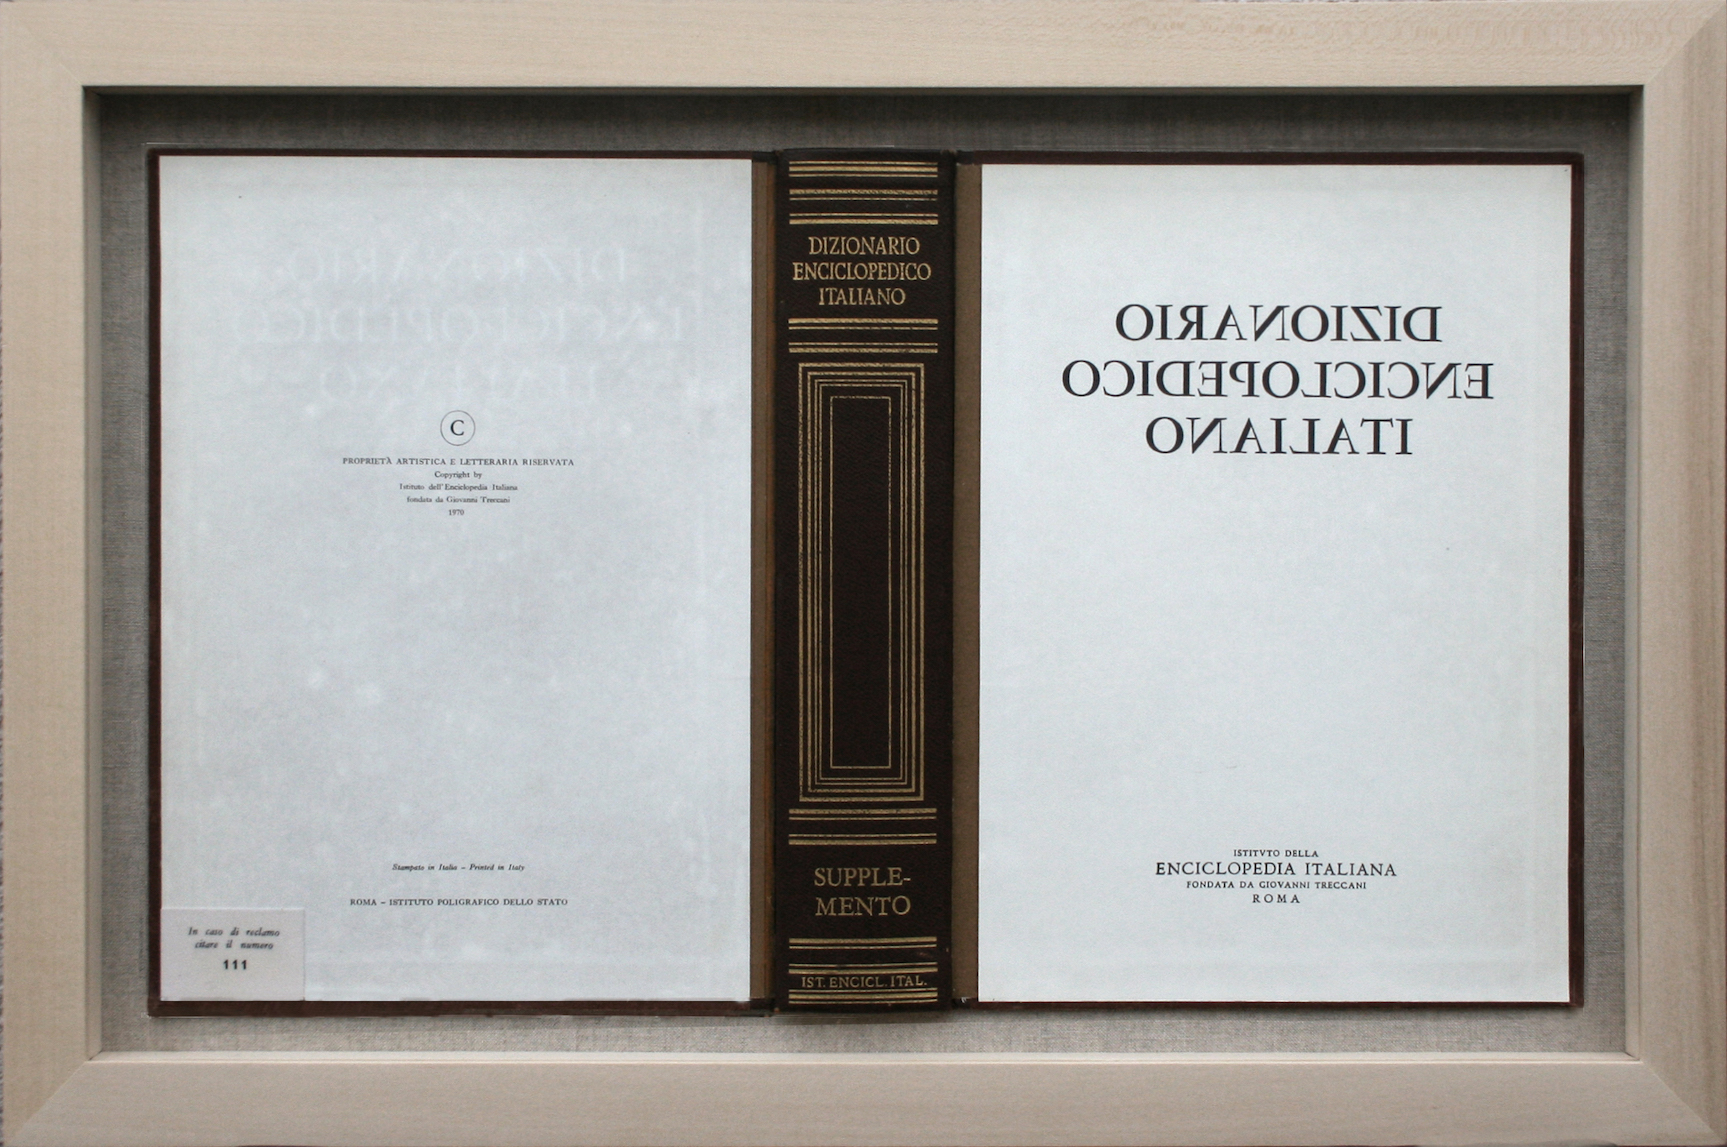 ©
PROPRIETÀ ARTISTICA E LETTERARIA RISERVATA
Copyright by
Istituto dell'Enciclopedia Italiana
fondata da Giovanni Treccani
1970
Stampato in Italia – Printed in Italy
ROMA – ISTITUTO POLIGRAFICO DELLO STATO
In caso di reclamo
citare il numero
111
DIZIONARIO
ENCICLOPEDICO
ITALIANO
SUPPLE-
MENTO
IST. ENCICL. ITAL.
DIZIONARIO
ENCICLOPEDICO
ITALIANO
ISTITVTO DELLA
ENCICLOPEDIA ITALIANA
FONDATA DA GIOVANNI TRECCANI
ROMA